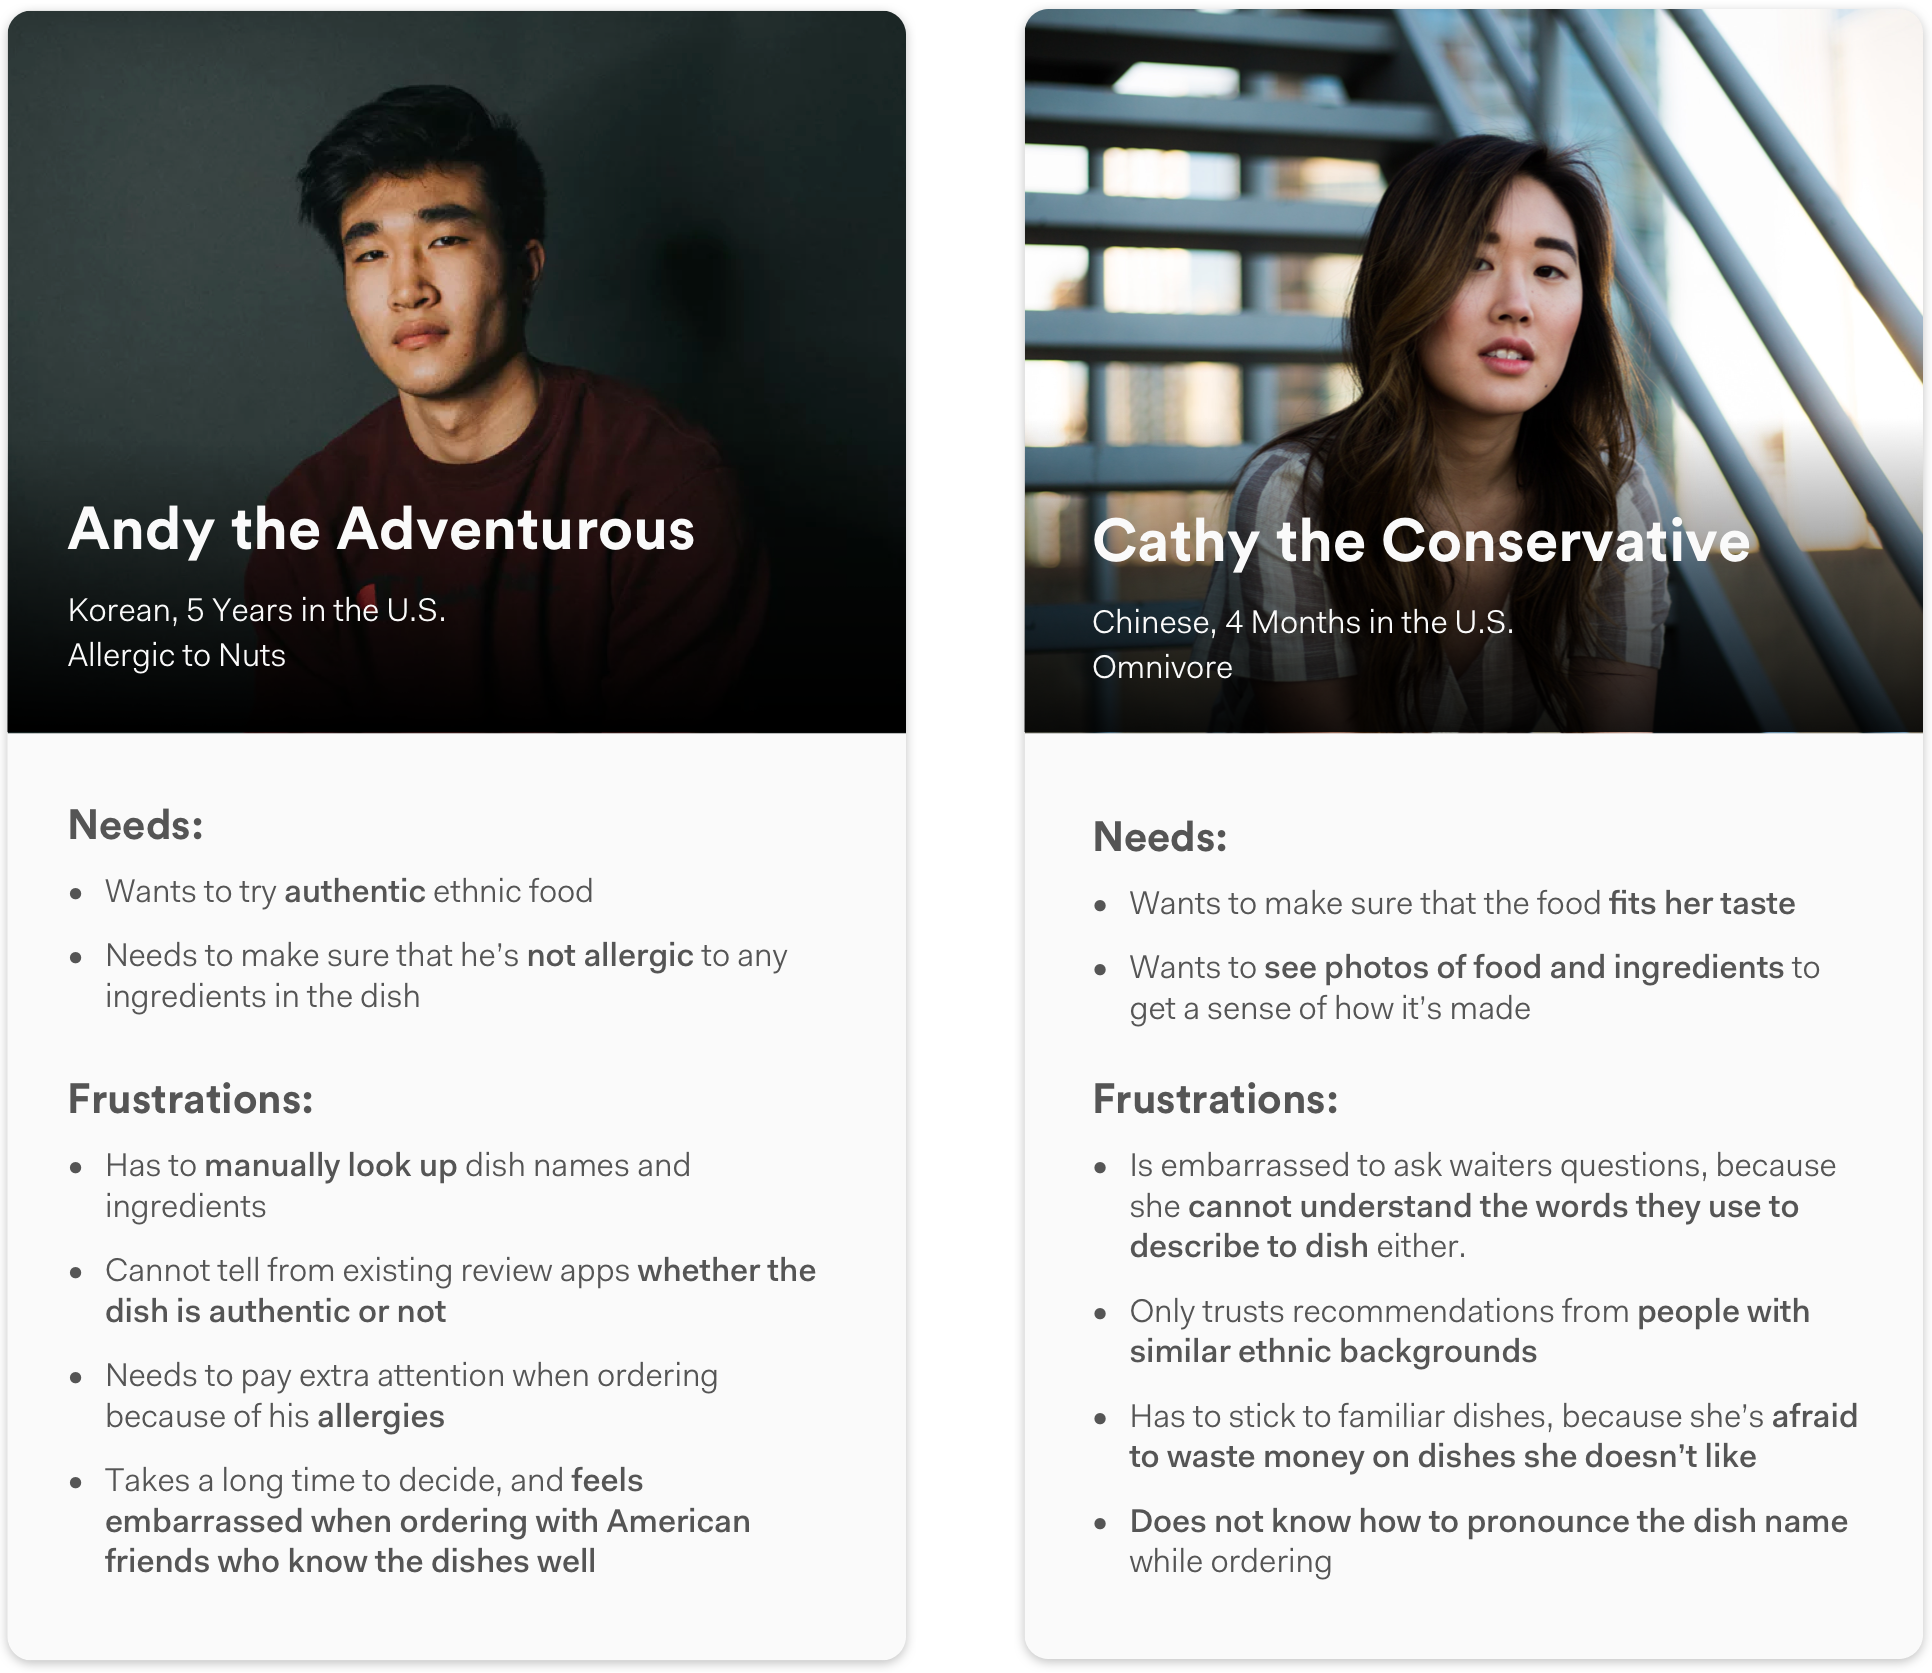 Andy the Adventurous
Korean, 5 Years in the U.S.
Allergic to Nuts
Needs:
• Wants to try authentic ethnic food
• Needs to make sure that he's not allergic to any
ingredients in the dish
Frustrations:
• Has to manually look up dish names and
ingredients
• Cannot tell from existing review apps whether the
dish is authentic or not
• Needs to pay extra attention when ordering
because of his allergies
• Takes a long time to decide, and feels
embarrassed when ordering with American
friends who know the dishes well
Cathy the Conservative
Chinese, 4 Months in the U.S.
Omnivore
Needs:
• Wants to make sure that the food fits her taste
• Wants to see photos of food and ingredients to
get a sense of how it's made
Frustrations:
• Is embarrassed to ask waiters questions, because
she cannot understand the words they use to
describe to dish either.
• Only trusts recommendations from people with
similar ethnic backgrounds
• Has to stick to familiar dishes, because she's afraid
to waste money on dishes she doesn't like
• Does not know how to pronounce the dish name
while ordering